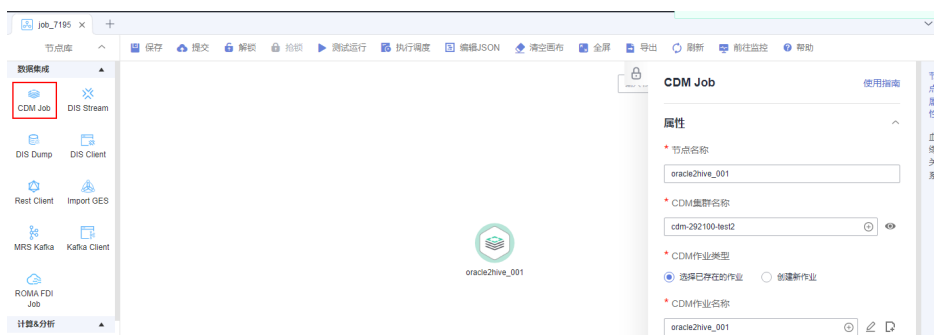 job_7195 × +
节点库
保存 提交 解锁 抢锁 测试运行 执行调度 编辑JSON 清空画布 全屏 导出 刷新 前往监控 帮助
数据集成
CDM Job DIS Stream
DIS Dump DIS Client
Rest Client Import GES
MRS Kafka Kafka Client
ROMA FDI
Job
计算&分析
oracle2hive_001
CDM Job 使用指南
属性
* 节点名称
oracle2hive_001
* CDM集群名称
cdm-292100-test2
* CDM作业类型
选择已存在的作业 创建新作业
* CDM作业名称
oracle2hive_001